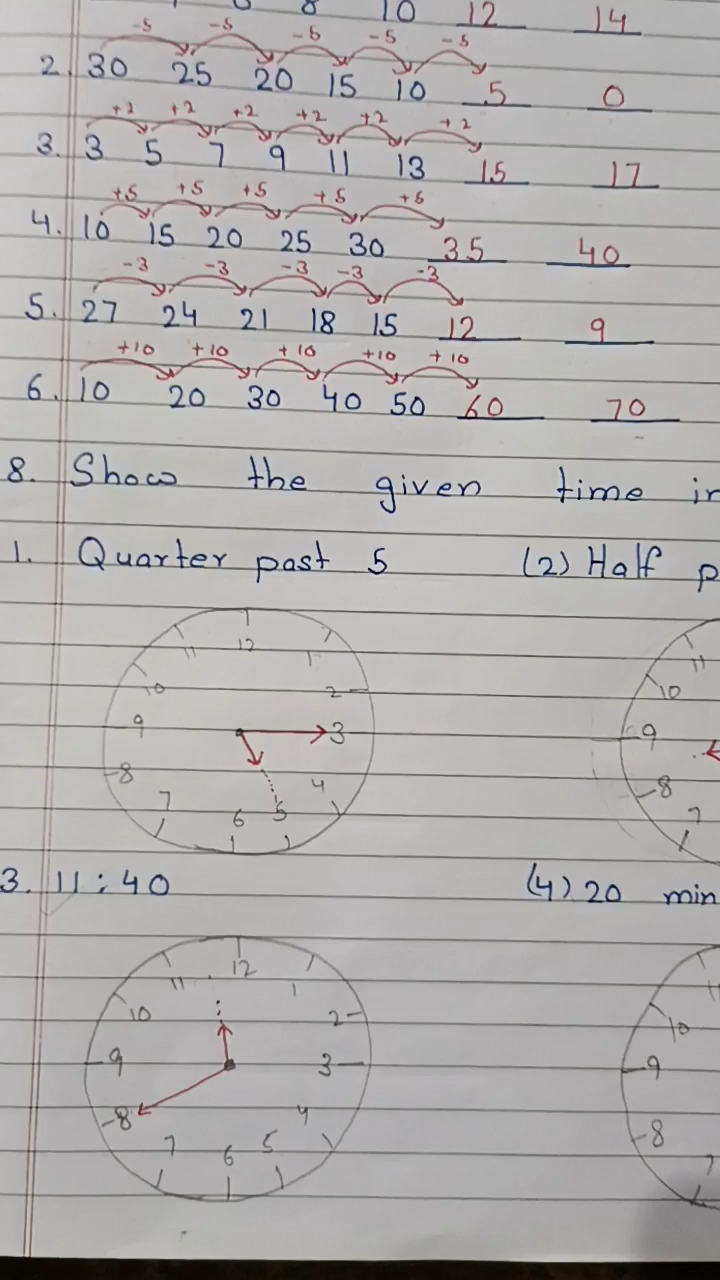 8 10 12 14
-5 -5 -5 -5 -5
2. 30 25 20 15 10 5 0
+2 +2 +2 +2 +2 +2
3. 3 5 7 9 11 13 15 17
+5 +5 +5 +5 +5
4. 10 15 20 25 30 35 40
-3 -3 -3 -3 -3
5. 27 24 21 18 15 12 9
+10 +10 +10 +10 +10
6. 10 20 30 40 50 60 70
8. Show the given time in
1. Quarter past 5 (2) Half p
12
11 1
10 2
9 3
8 4
7 5
6
11
10
9
8
7
3. 11:40 (4) 20 min
12
11 1
10 2
9 3
8 4
7 5
6
10
9
8
7